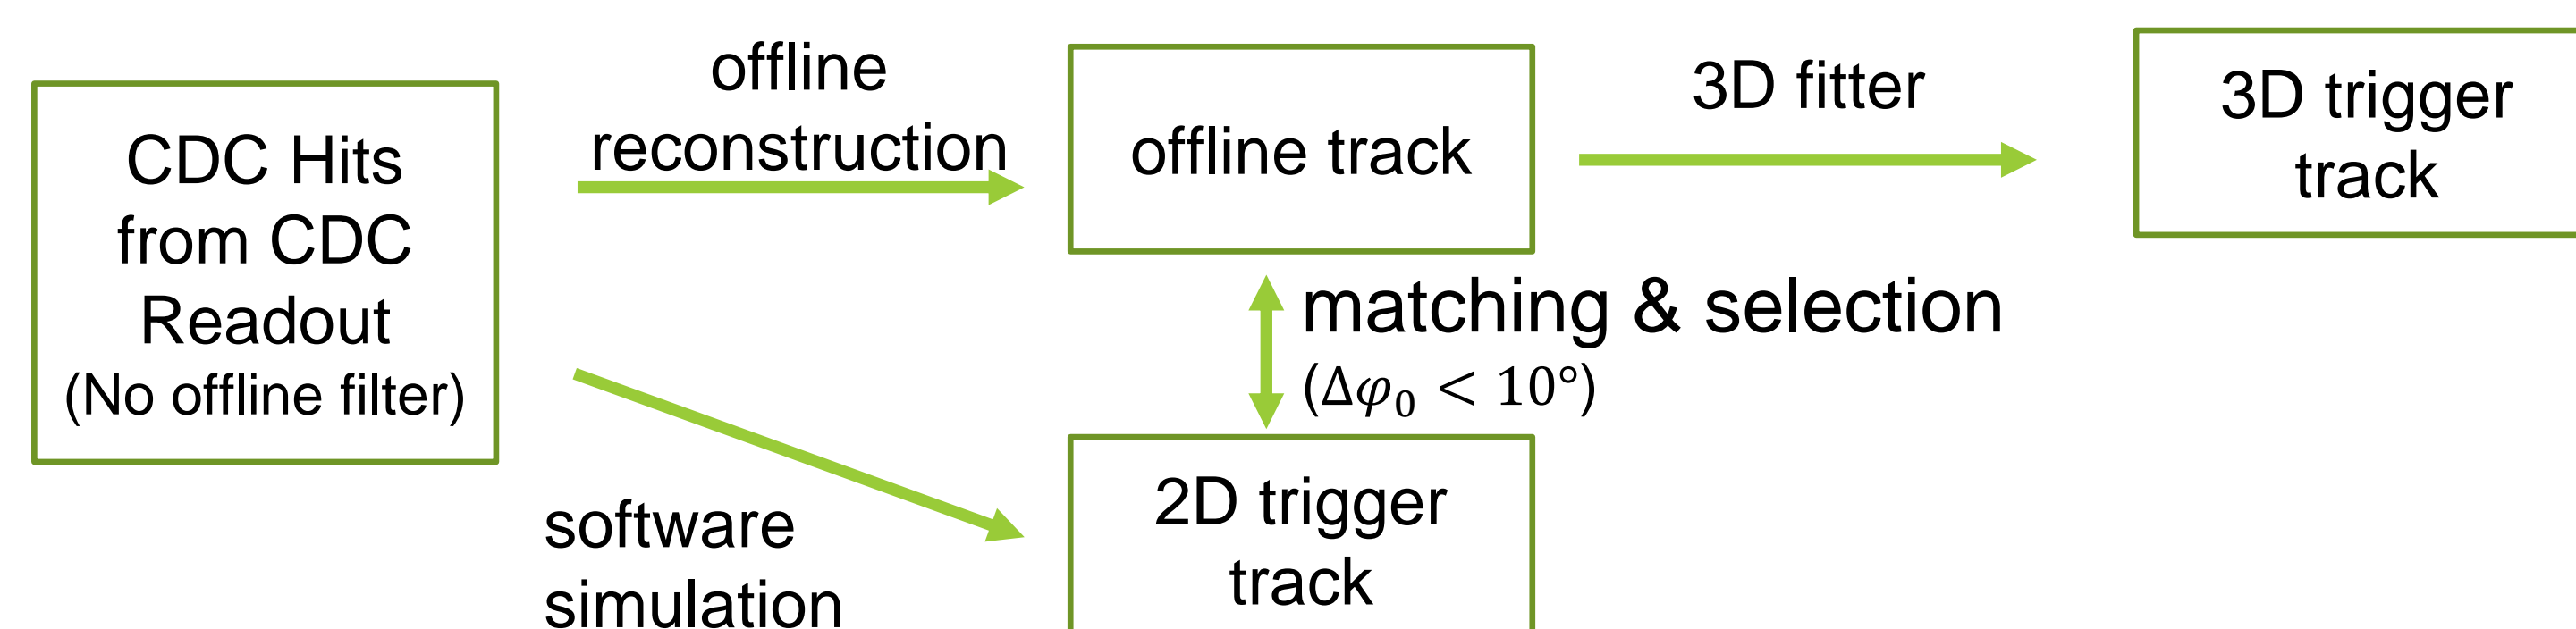 CDC Hits
from CDC
Readout
(No offline filter)
offline
reconstruction
offline track
3D fitter
3D trigger
track
matching & selection
(Δφ₀ < 10°)
software
simulation
2D trigger
track